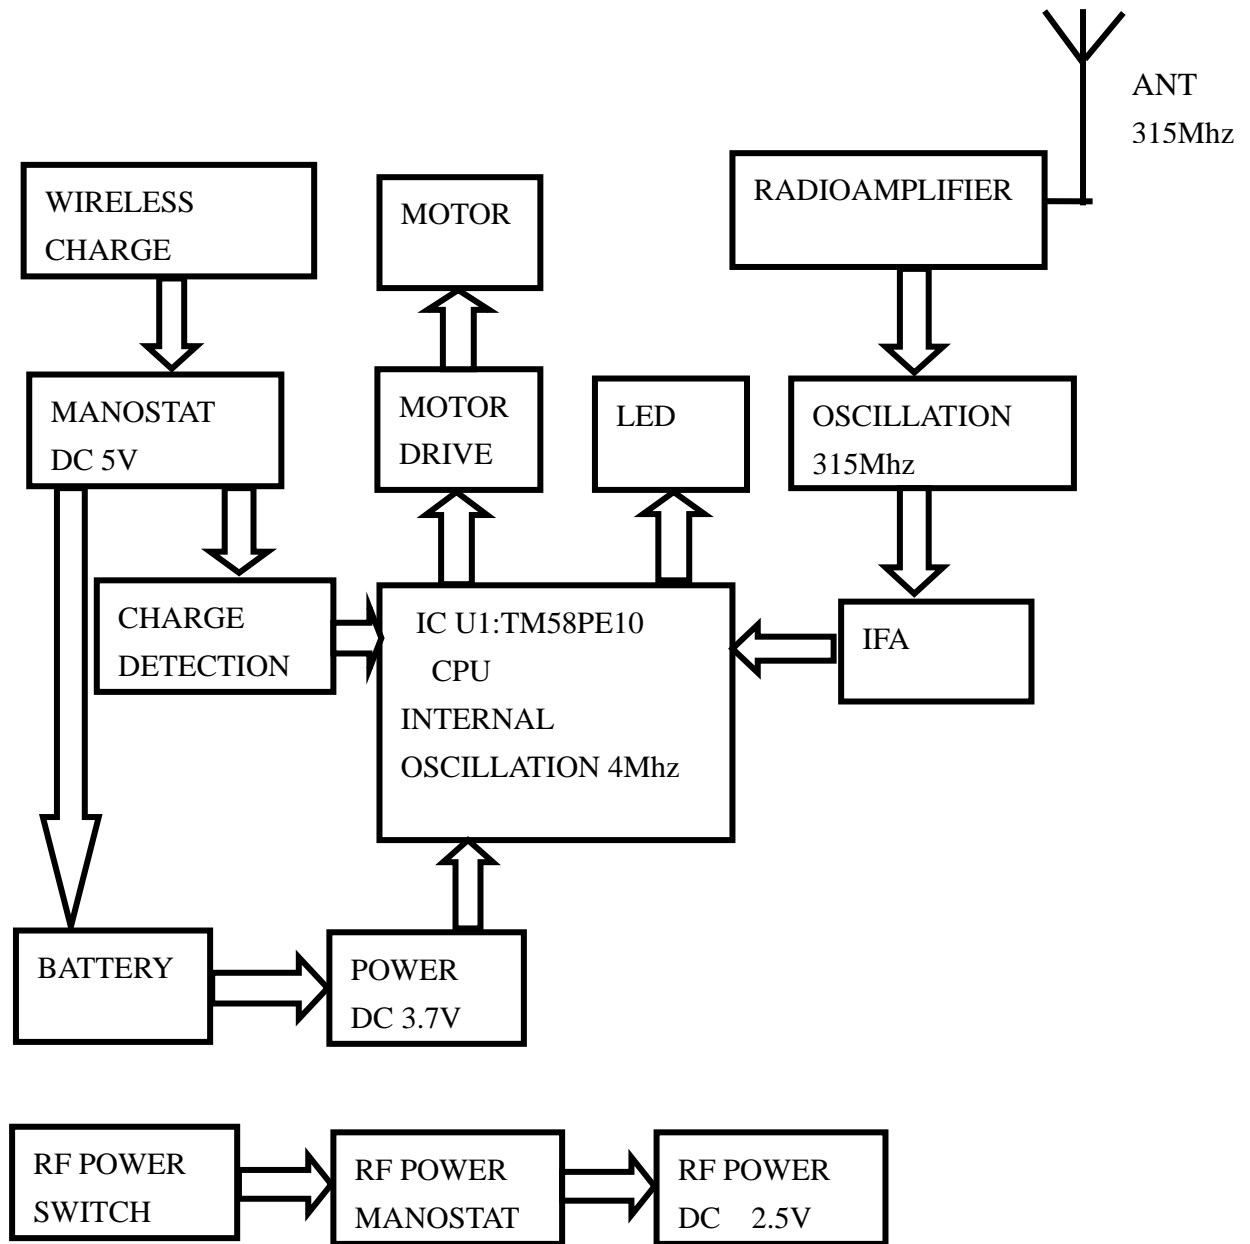 ANT
315Mhz
WIRELESS
CHARGE
MOTOR
RADIOAMPLIFIER
MANOSTAT
DC 5V
MOTOR
DRIVE
LED
OSCILLATION
315Mhz
CHARGE
DETECTION
IC U1:TM58PE10
CPU
INTERNAL
OSCILLATION 4Mhz
IFA
BATTERY
POWER
DC 3.7V
RF POWER
SWITCH
RF POWER
MANOSTAT
RF POWER
DC 2.5V